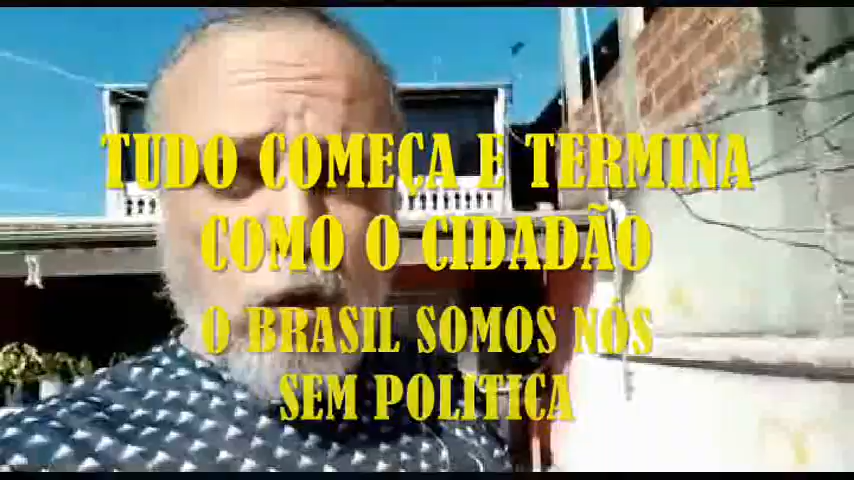 TUDO COMEÇA E TERMINA
COMO O CIDADÃO
O BRASIL SOMOS NÓS
SEM POLITICA